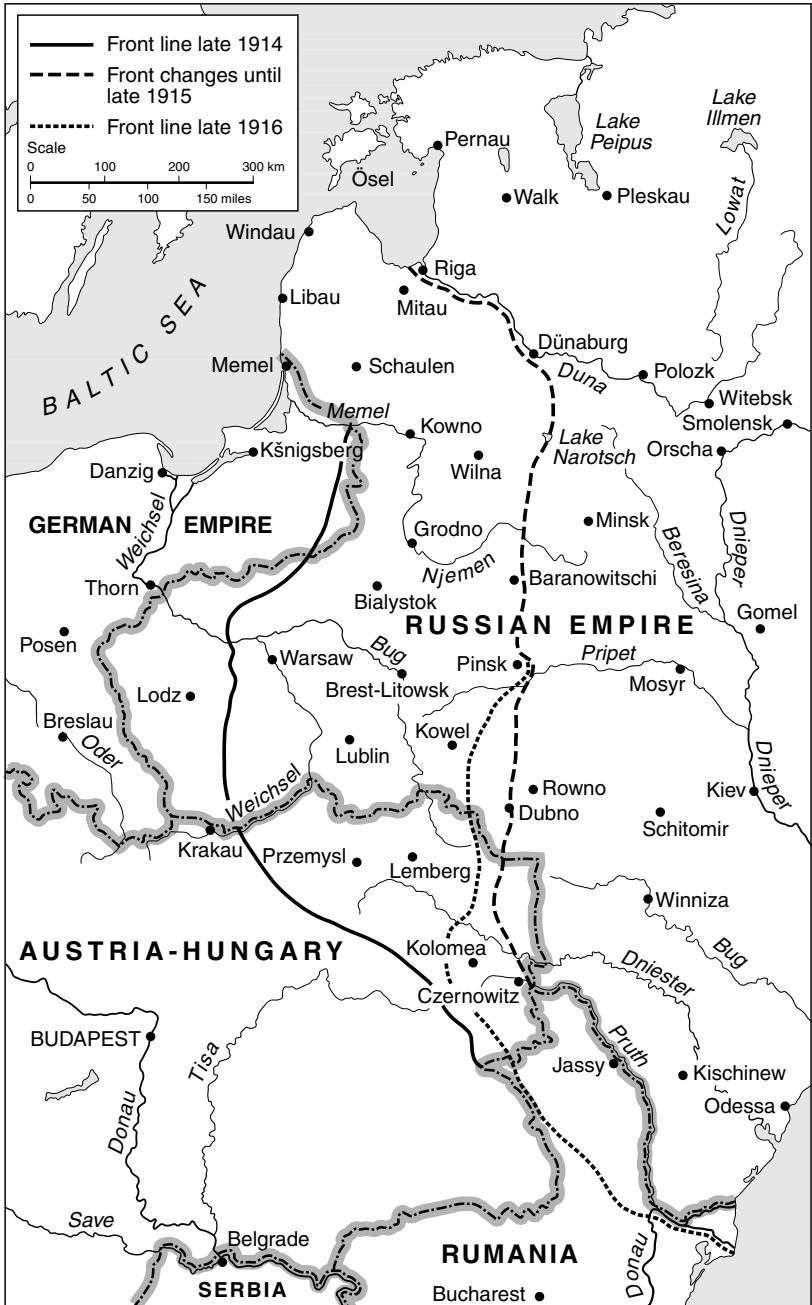 Front line late 1914
Front changes until
late 1915
Front line late 1916
Scale
0 100 200 300 km
0 50 100 150 miles
Lake
Illmen
Lake
Peipus
Pernau
Ösel
Walk
Pleskau
Lowat
Windau
Riga
Libau
Mitau
BALTIC SEA
Dünaburg
Memel
Schaulen
Duna
Polozk
Witebsk
Memel
Smolensk
Kowno
Kšnigsberg
Lake
Narotsch
Orscha
Danzig
Wilna
GERMAN EMPIRE
Weichsel
Minsk
Beresina
Dnieper
Grodno
Njemen
Thorn
Bialystok
Baranowitschi
Gomel
Posen
RUSSIAN EMPIRE
Warsaw
Bug
Pinsk
Pripet
Mosyr
Lodz
Brest-Litowsk
Breslau
Oder
Lublin
Kowel
Dnieper
Weichsel
Rowno
Kiev
Dubno
Schitomir
Krakau
Przemysl
Lemberg
Winniza
AUSTRIA-HUNGARY
Kolomea
Bug
Dniester
Czernowitz
BUDAPEST
Tisa
Pruth
Jassy
Kischinew
Donau
Odessa
Save
Belgrade
RUMANIA
Donau
SERBIA
Bucharest